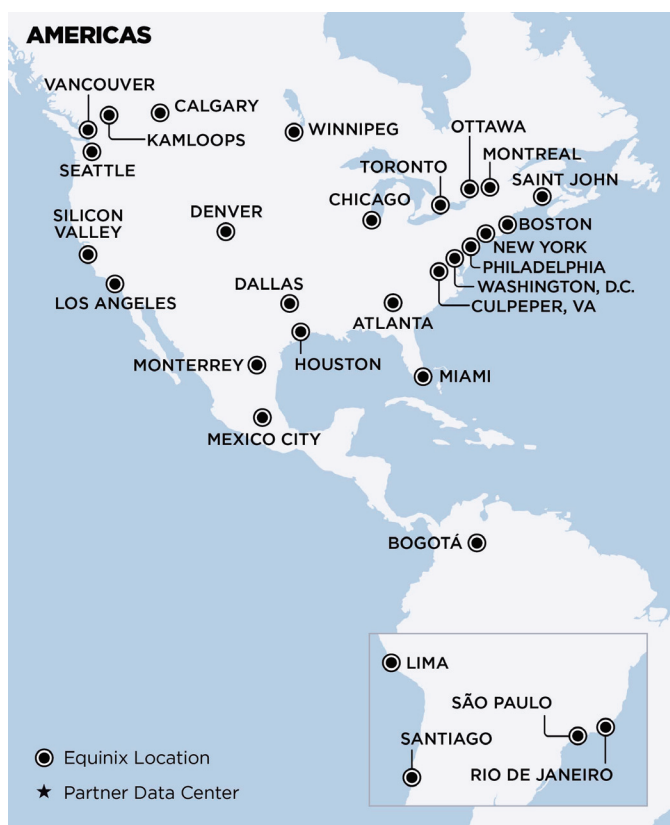 AMERICAS
VANCOUVER
CALGARY
KAMLOOPS
SEATTLE
WINNIPEG
OTTAWA
MONTREAL
TORONTO
SAINT JOHN
CHICAGO
DENVER
SILICON
VALLEY
BOSTON
NEW YORK
PHILADELPHIA
WASHINGTON, D.C.
CULPEPER, VA
LOS ANGELES
DALLAS
ATLANTA
HOUSTON
MONTERREY
MIAMI
MEXICO CITY
BOGOTÁ
LIMA
SÃO PAULO
SANTIAGO
RIO DE JANEIRO
Equinix Location
Partner Data Center